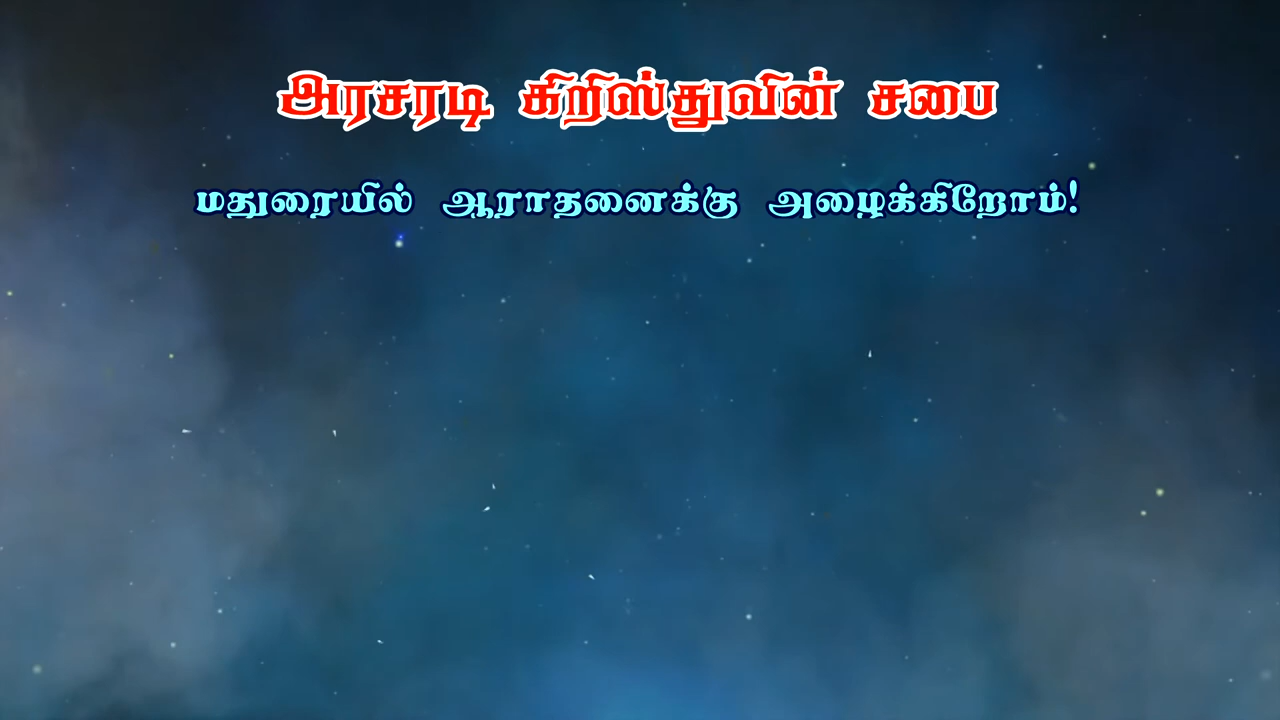 அரசரடி கிறிஸ்துவின் சபை
மதுரையில் ஆராதனைக்கு அழைக்கிறோம்!